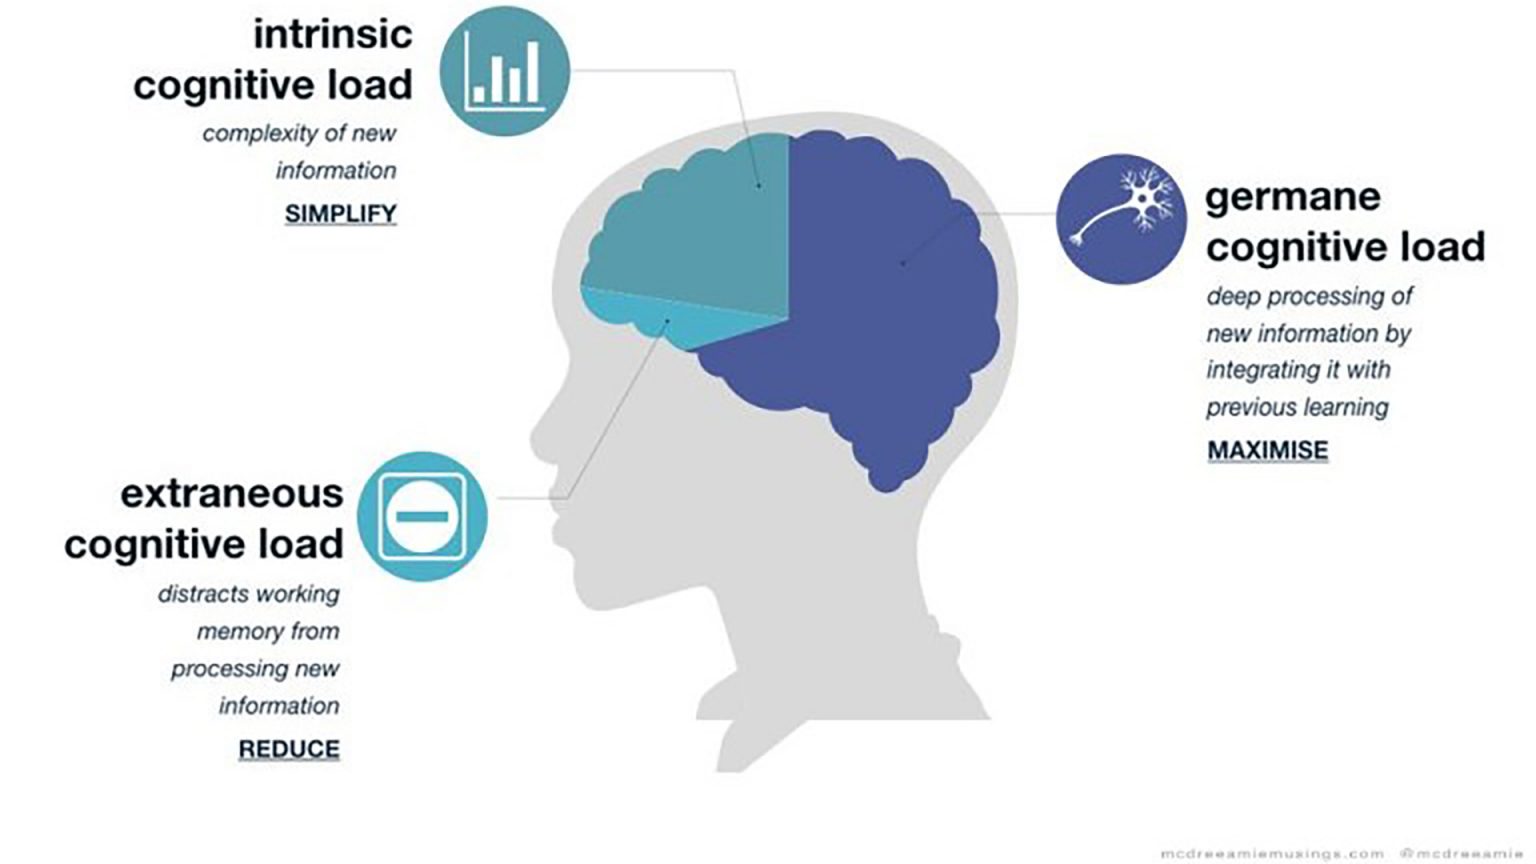 intrinsic
cognitive load
complexity of new
information
SIMPLIFY
germane
cognitive load
deep processing of
new information by
integrating it with
previous learning
MAXIMISE
extraneous
cognitive load
distracts working
memory from
processing new
information
REDUCE
mcdreeamiemusings.com @mcdreeamie